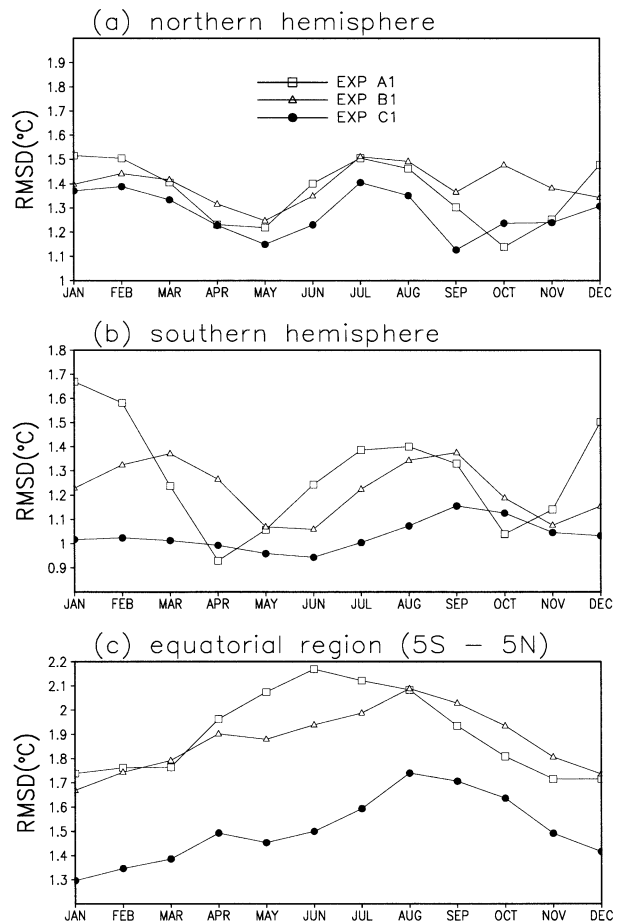 (a) northern hemisphere
RMSD(°C)
1.9
1.8
1.7
1.6
1.5
1.4
1.3
1.2
1.1
1
EXP A1
EXP B1
EXP C1
JAN FEB MAR APR MAY JUN JUL AUG SEP OCT NOV DEC
(b) southern hemisphere
RMSD(°C)
1.8
1.7
1.6
1.5
1.4
1.3
1.2
1.1
1
0.9
JAN FEB MAR APR MAY JUN JUL AUG SEP OCT NOV DEC
(c) equatorial region (5S – 5N)
RMSD(°C)
2.2
2.1
2
1.9
1.8
1.7
1.6
1.5
1.4
1.3
JAN FEB MAR APR MAY JUN JUL AUG SEP OCT NOV DEC